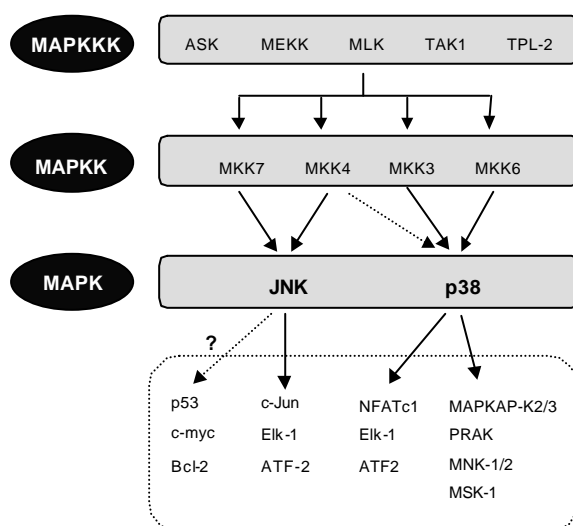 MAPKKK ASK MEKK MLK TAK1 TPL-2
MAPKK MKK7 MKK4 MKK3 MKK6
MAPK JNK p38
?
p53 c-Jun NFATc1 MAPKAP-K2/3
c-myc Elk-1 Elk-1 PRAK
Bcl-2 ATF-2 ATF2 MNK-1/2
MSK-1